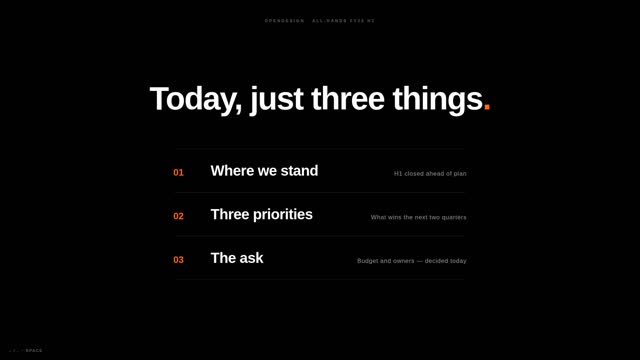 OPENDESIGN ALL-HANDS FY26 H1
Today, just three things.
01 Where we stand H1 closed ahead of plan
02 Three priorities What wins the next two quarters
03 The ask Budget and owners — decided today
SPACE